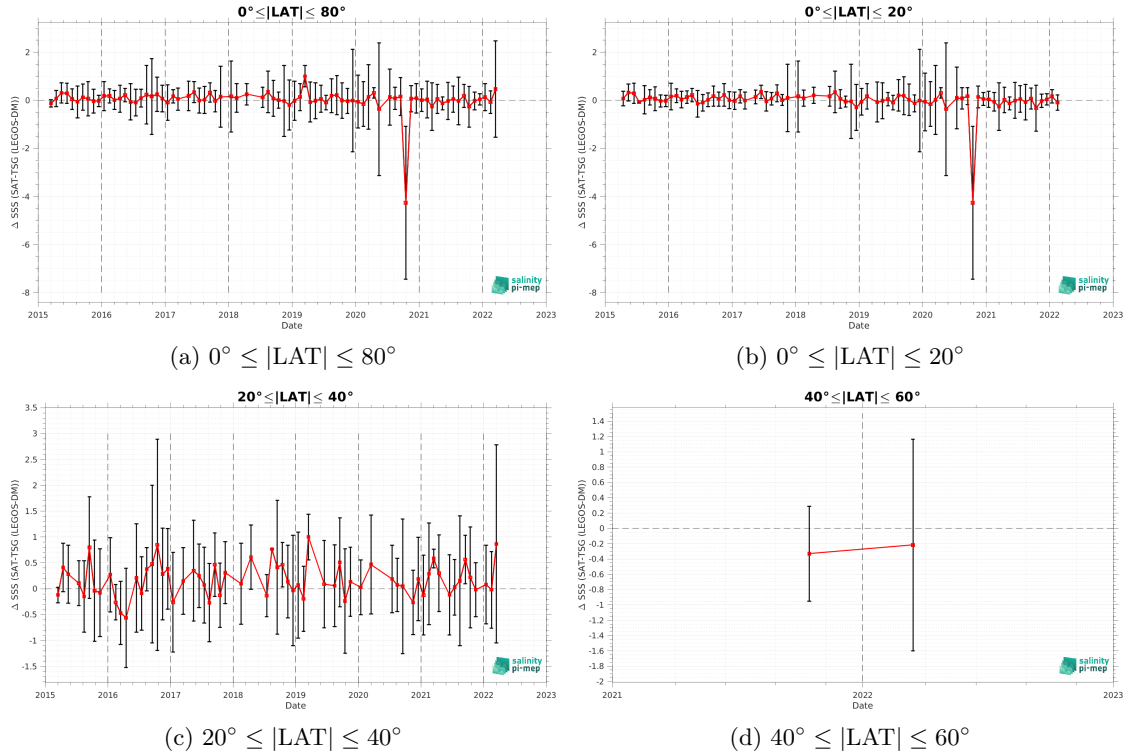 0°≤|LAT|≤ 80°
Δ SSS (SAT-TSG (LEGOS-DM))
2
0
-2
-4
-6
-8
2015 2016 2017 2018 2019 2020 2021 2022 2023
Date
salinity
pi-mep
(a) 0° ≤ |LAT| ≤ 80°
0°≤|LAT|≤ 20°
Δ SSS (SAT-TSG (LEGOS-DM))
2
0
-2
-4
-6
-8
2015 2016 2017 2018 2019 2020 2021 2022 2023
Date
salinity
pi-mep
(b) 0° ≤ |LAT| ≤ 20°
20°≤|LAT|≤ 40°
Δ SSS (SAT-TSG (LEGOS-DM))
3.5
3
2.5
2
1.5
1
0.5
0
-0.5
-1
-1.5
2015 2016 2017 2018 2019 2020 2021 2022 2023
Date
salinity
pi-mep
(c) 20° ≤ |LAT| ≤ 40°
40°≤|LAT|≤ 60°
Δ SSS (SAT-TSG (LEGOS-DM))
1.4
1.2
1
0.8
0.6
0.4
0.2
0
-0.2
-0.4
-0.6
-0.8
-1
-1.2
-1.4
-1.6
-1.8
-2
2021 2022 2023
Date
salinity
pi-mep
(d) 40° ≤ |LAT| ≤ 60°